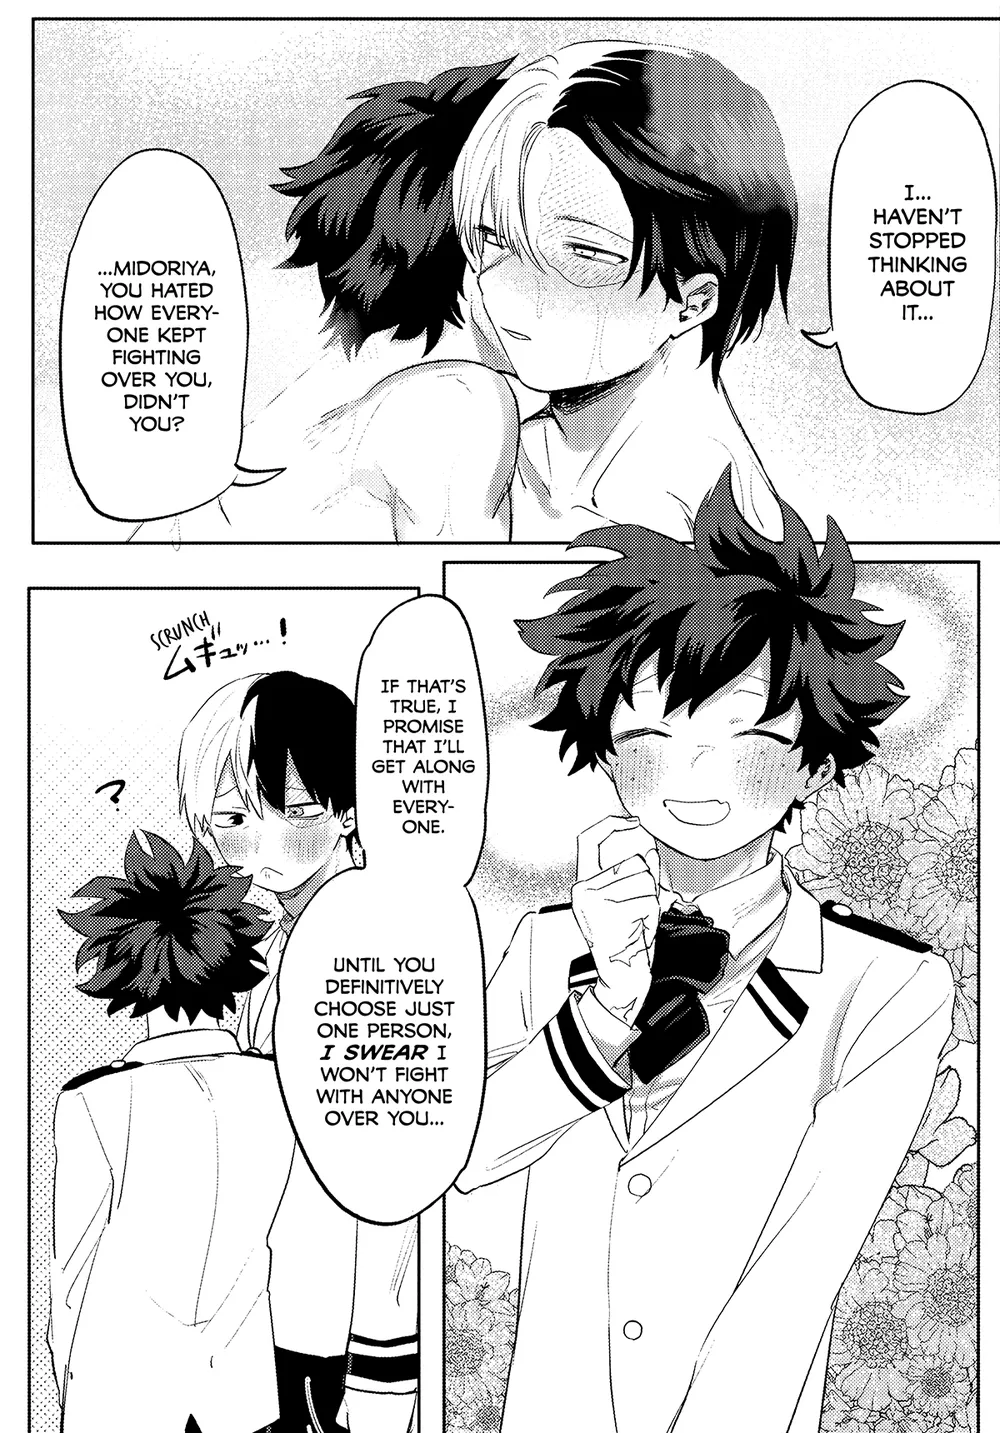 I...
HAVEN'T
STOPPED
THINKING
ABOUT
IT...
...MIDORIYA,
YOU HATED
HOW EVERY-
ONE KEPT
FIGHTING
OVER YOU,
DIDN'T
YOU?
IF THAT'S
TRUE, I
PROMISE
THAT I'LL
GET ALONG
WITH
EVERY-
ONE.
UNTIL YOU
DEFINITIVELY
CHOOSE JUST
ONE PERSON,
I SWEAR I
WON'T FIGHT
WITH ANYONE
OVER YOU...
SCRUNCH
ムギュッ…!
?